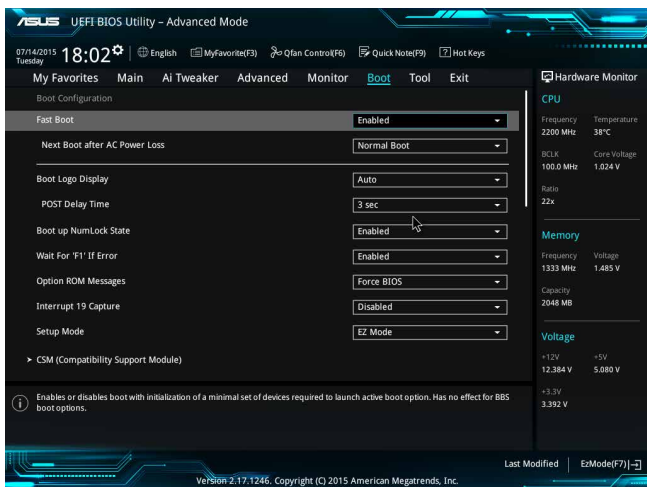 ASUS UEFI BIOS Utility – Advanced Mode
07/14/2015 18:02 English MyFavorite(F3) Qfan Control(F6) Quick Note(F9) ? Hot Keys
Tuesday
My Favorites Main Ai Tweaker Advanced Monitor Boot Tool Exit
Boot Configuration
Fast Boot Enabled
Next Boot after AC Power Loss Normal Boot
Boot Logo Display Auto
POST Delay Time 3 sec
Boot up NumLock State Enabled
Wait For 'F1' If Error Enabled
Option ROM Messages Force BIOS
Interrupt 19 Capture Disabled
Setup Mode EZ Mode
> CSM (Compatibility Support Module)
Enables or disables boot with initialization of a minimal set of devices required to launch active boot option. Has no effect for BBS
boot options.
Hardware Monitor
CPU
Frequency Temperature
2200 MHz 38°C
BCLK Core Voltage
100.0 MHz 1.024 V
Ratio
22x
Memory
Frequency Voltage
1333 MHz 1.485 V
Capacity
2048 MB
Voltage
+12V +5V
12.384 V 5.080 V
+3.3V
3.392 V
Last Modified EzMode(F7)
Version 2.17.1246. Copyright (C) 2015 American Megatrends, Inc.